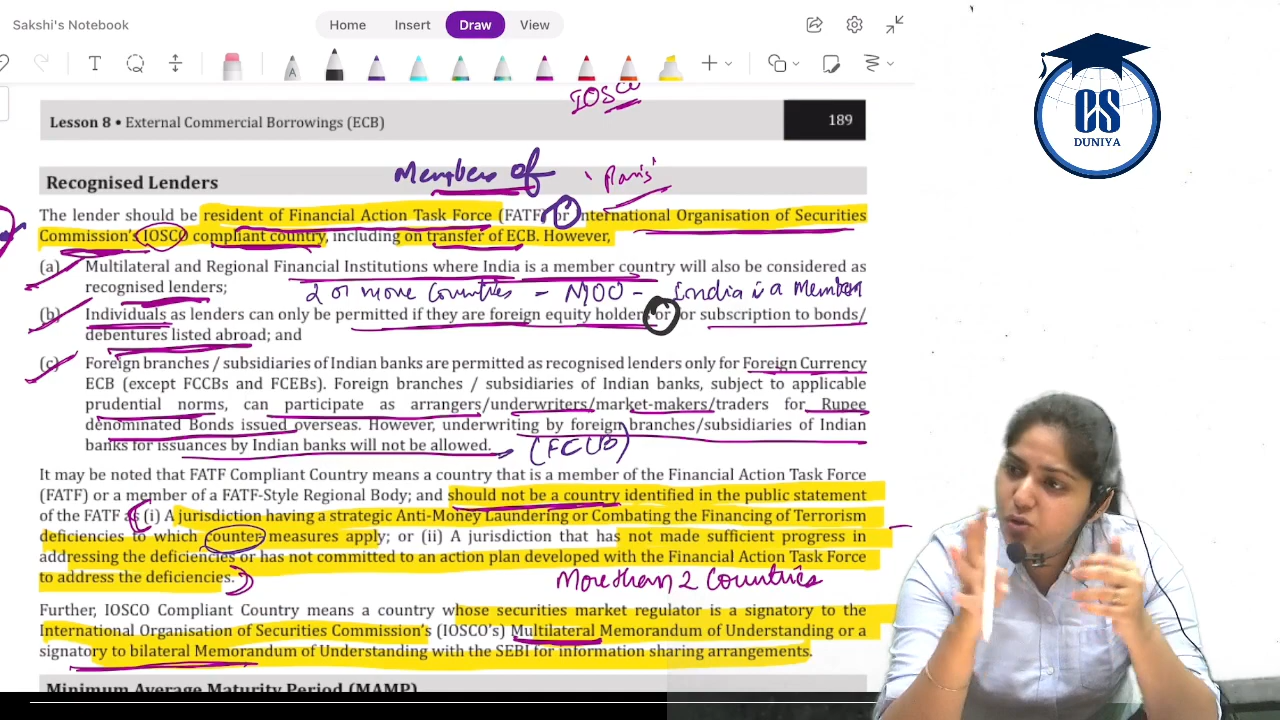 Sakshi's Notebook
Home Insert Draw View
IOSCO
Lesson 8 • External Commercial Borrowings (ECB) 189
CS
DUNIYA
Members of
'Paris'
Recognised Lenders
The lender should be resident of Financial Action Task Force (FATF) or International Organisation of Securities
Commission's IOSCO compliant country, including on transfer of ECB. However,
(a) Multilateral and Regional Financial Institutions where India is a member country will also be considered as
recognised lenders;
2 or more Countries - MOU - India is a Member
(b) Individuals as lenders can only be permitted if they are foreign equity holders or for subscription to bonds/
debentures listed abroad; and
(c) Foreign branches / subsidiaries of Indian banks are permitted as recognised lenders only for Foreign Currency
ECB (except FCCBs and FCEBs). Foreign branches / subsidiaries of Indian banks, subject to applicable
prudential norms, can participate as arrangers/underwriters/market-makers/traders for Rupee
denominated Bonds issued overseas. However, underwriting by foreign branches/subsidiaries of Indian
banks for issuances by Indian banks will not be allowed.
It may be noted that FATF Compliant Country means a country that is a member of the Financial Action Task Force
(FATF) or a member of a FATF-Style Regional Body; and should not be a country identified in the public statement
of the FATF as (i) A jurisdiction having a strategic Anti-Money Laundering or Combating the Financing of Terrorism
deficiencies to which counter measures apply; or (ii) A jurisdiction that has not made sufficient progress in
addressing the deficiencies or has not committed to an action plan developed with the Financial Action Task Force
to address the deficiencies.
More than 2 Countries
Further, IOSCO Compliant Country means a country whose securities market regulator is a signatory to the
International Organisation of Securities Commission's (IOSCO's) Multilateral Memorandum of Understanding or a
signatory to bilateral Memorandum of Understanding with the SEBI for information sharing arrangements.
Minimum Average Maturity Period (MAMP)